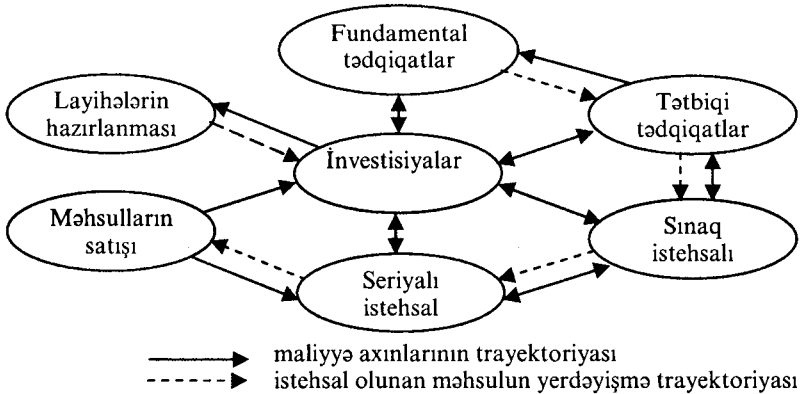 Fundamental
tədqiqatlar
Layihələrin
hazırlanması
Tətbiqi
tədqiqatlar
İnvestisiyalar
Məhsulların
satışı
Sınaq
istehsalı
Seriyalı
istehsal
maliyyə axınlarının trayektoriyası
istehsal olunan məhsulun yerdəyişmə trayektoriyası